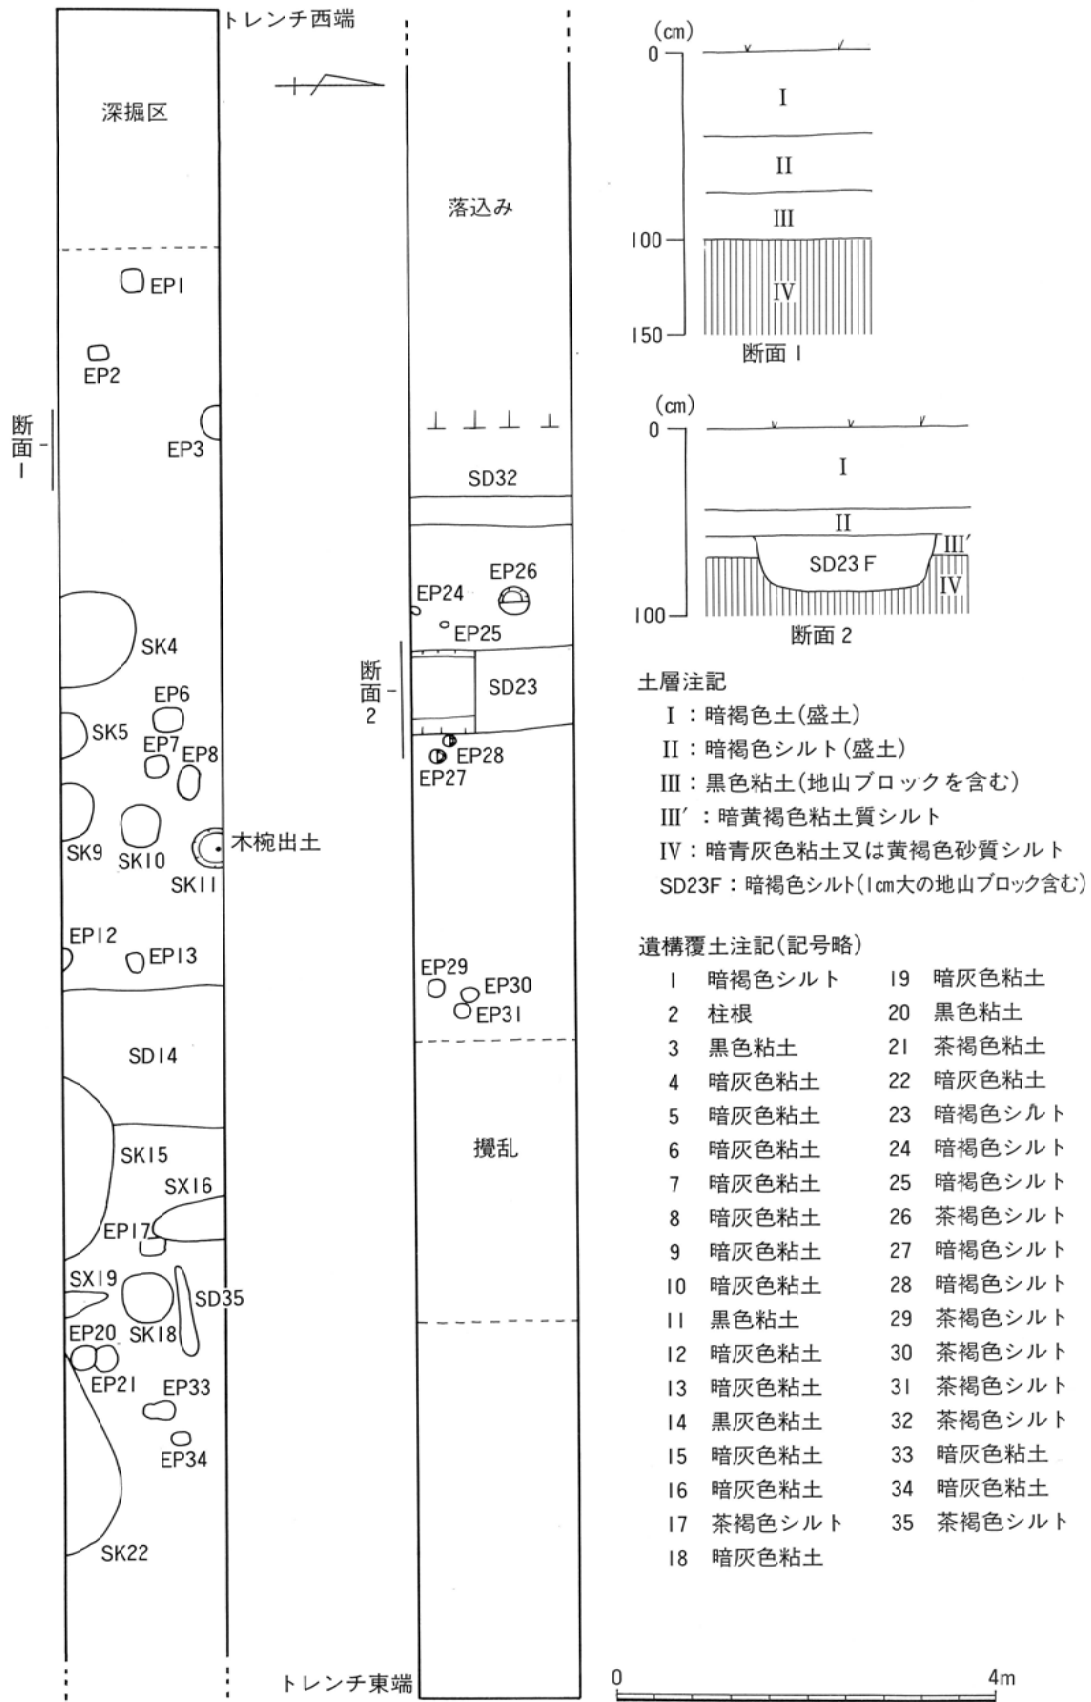 トレンチ西端
深掘区
EP1
EP2
断面1
EP3
SK4
EP6
SK5
EP7
EP8
SK9
SK10
木椀出土
SK11
EP12
EP13
SD14
SK15
SX16
EP17
SX19
SD35
EP20
SK18
EP21
EP33
EP34
SK22
落込み
SD32
EP26
EP24
EP25
断面2
SD23
EP28
EP27
EP29
EP30
EP31
攪乱
トレンチ東端
(cm)
0
I
II
III
100
IV
150
断面1
(cm)
0
I
II
III′
SD23F
IV
100
断面2
土層注記
I：暗褐色土(盛土)
II：暗褐色シルト(盛土)
III：黒色粘土(地山ブロックを含む)
III′：暗黄褐色粘土質シルト
IV：暗青灰色粘土又は黄褐色砂質シルト
SD23F：暗褐色シルト(1cm大の地山ブロック含む)
遺構覆土注記(記号略)
1 暗褐色シルト
2 柱根
3 黒色粘土
4 暗灰色粘土
5 暗灰色粘土
6 暗灰色粘土
7 暗灰色粘土
8 暗灰色粘土
9 暗灰色粘土
10 暗灰色粘土
11 黒色粘土
12 暗灰色粘土
13 暗灰色粘土
14 黒灰色粘土
15 暗灰色粘土
16 暗灰色粘土
17 茶褐色シルト
18 暗灰色粘土
19 暗灰色粘土
20 黒色粘土
21 茶褐色粘土
22 暗灰色粘土
23 暗褐色シルト
24 暗褐色シルト
25 暗褐色シルト
26 茶褐色シルト
27 暗褐色シルト
28 暗褐色シルト
29 茶褐色シルト
30 茶褐色シルト
31 茶褐色シルト
32 茶褐色シルト
33 暗灰色粘土
34 暗灰色粘土
35 茶褐色シルト
0 4m